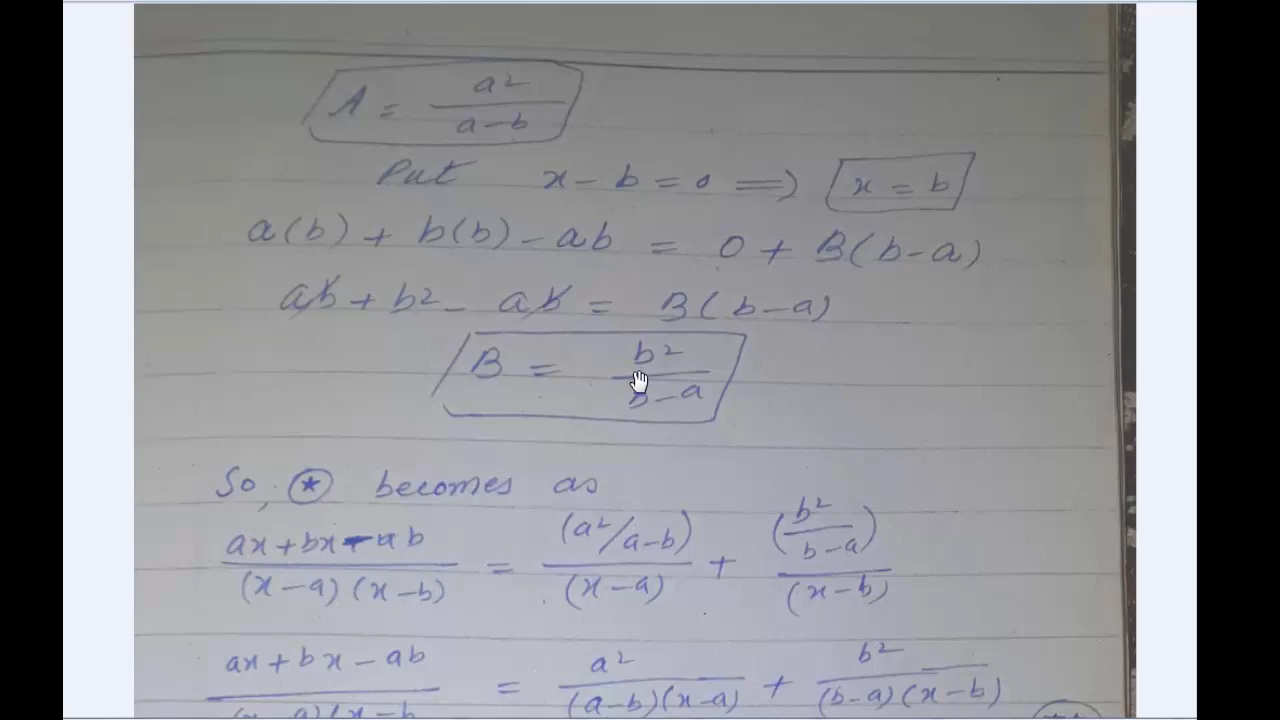 A = a²/a-b
Put x - b = 0 ⟹ x = b
a(b) + b(b) - ab = 0 + B(b-a)
ab + b² - ab = B(b-a)
B = b²/b-a
So, (*) becomes as
ax+bx-ab/(x-a)(x-b) = (a²/a-b)/(x-a) + (b²/b-a)/(x-b)
ax+bx-ab/(x-a)(x-b = a²/(a-b)(x-a) + b²/(b-a)(x-b)